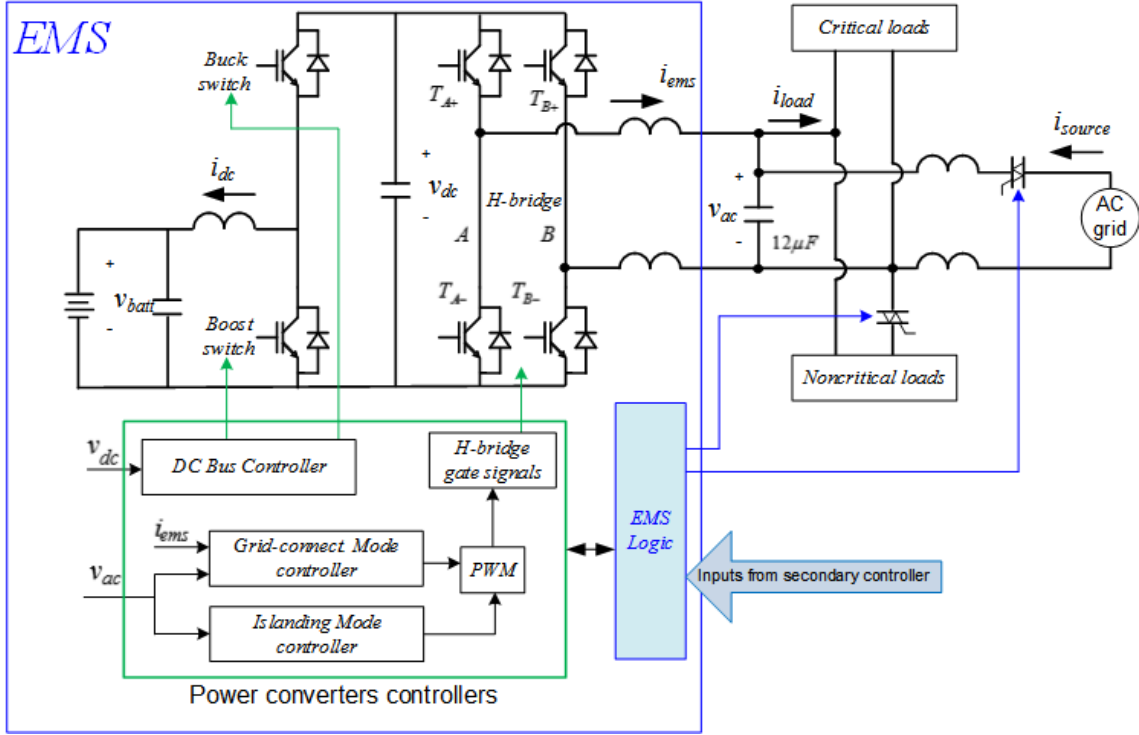 EMS
Buck
switch
i_dc
+
v_batt
-
Boost
switch
+
v_dc
-
T_A+
T_B+
H-bridge
A
B
T_A-
T_B-
i_ems
i_load
i_source
Critical loads
+
v_ac
-
12μF
AC
grid
Noncritical loads
v_dc
DC Bus Controller
H-bridge
gate signals
i_ems
v_ac
Grid-connect. Mode
controller
PWM
Islanding Mode
controller
Power converters controllers
EMS
Logic
Inputs from secondary controller